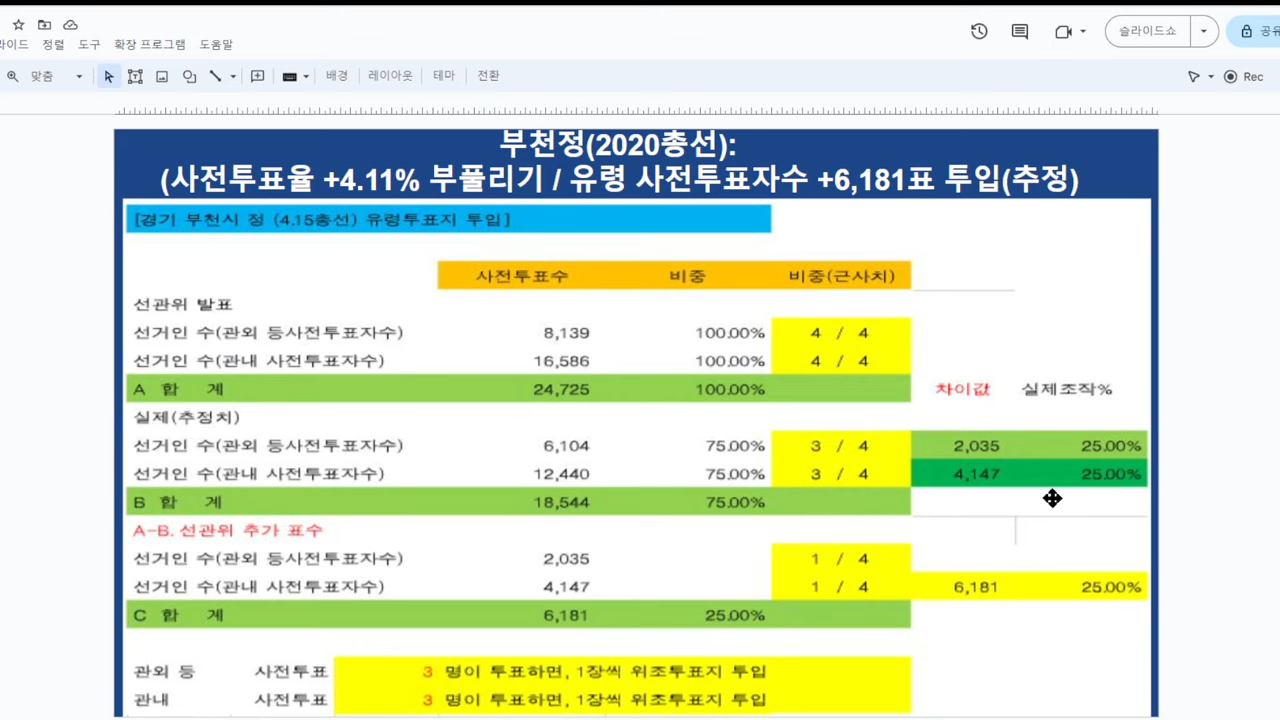 라이드 정렬 도구 확장 프로그램 도움말
슬라이드쇼 공유
맞춤 배경 레이아웃 테마 전환 Rec
부천정(2020총선):
(사전투표율 +4.11% 부풀리기 / 유령 사전투표자수 +6,181표 투입(추정)
[경기 부천시 정 (4.15총선) 유령투표지 투입]
사전투표수 비중 비중(근사치)
선관위 발표
선거인 수(관외 등사전투표자수) 8,139 100.00% 4 / 4
선거인 수(관내 사전투표자수) 16,586 100.00% 4 / 4
A 합 계 24,725 100.00% 차이값 실제조작%
실제(추정치)
선거인 수(관외 등사전투표자수) 6,104 75.00% 3 / 4 2,035 25.00%
선거인 수(관내 사전투표자수) 12,440 75.00% 3 / 4 4,147 25.00%
B 합 계 18,544 75.00%
A-B. 선관위 추가 표수
선거인 수(관외 등사전투표자수) 2,035 1 / 4
선거인 수(관내 사전투표자수) 4,147 1 / 4 6,181 25.00%
C 합 계 6,181 25.00%
관외 등 사전투표 3 명이 투표하면, 1장씩 위조투표지 투입
관내 사전투표 3 명이 투표하면, 1장씩 위조투표지 투입